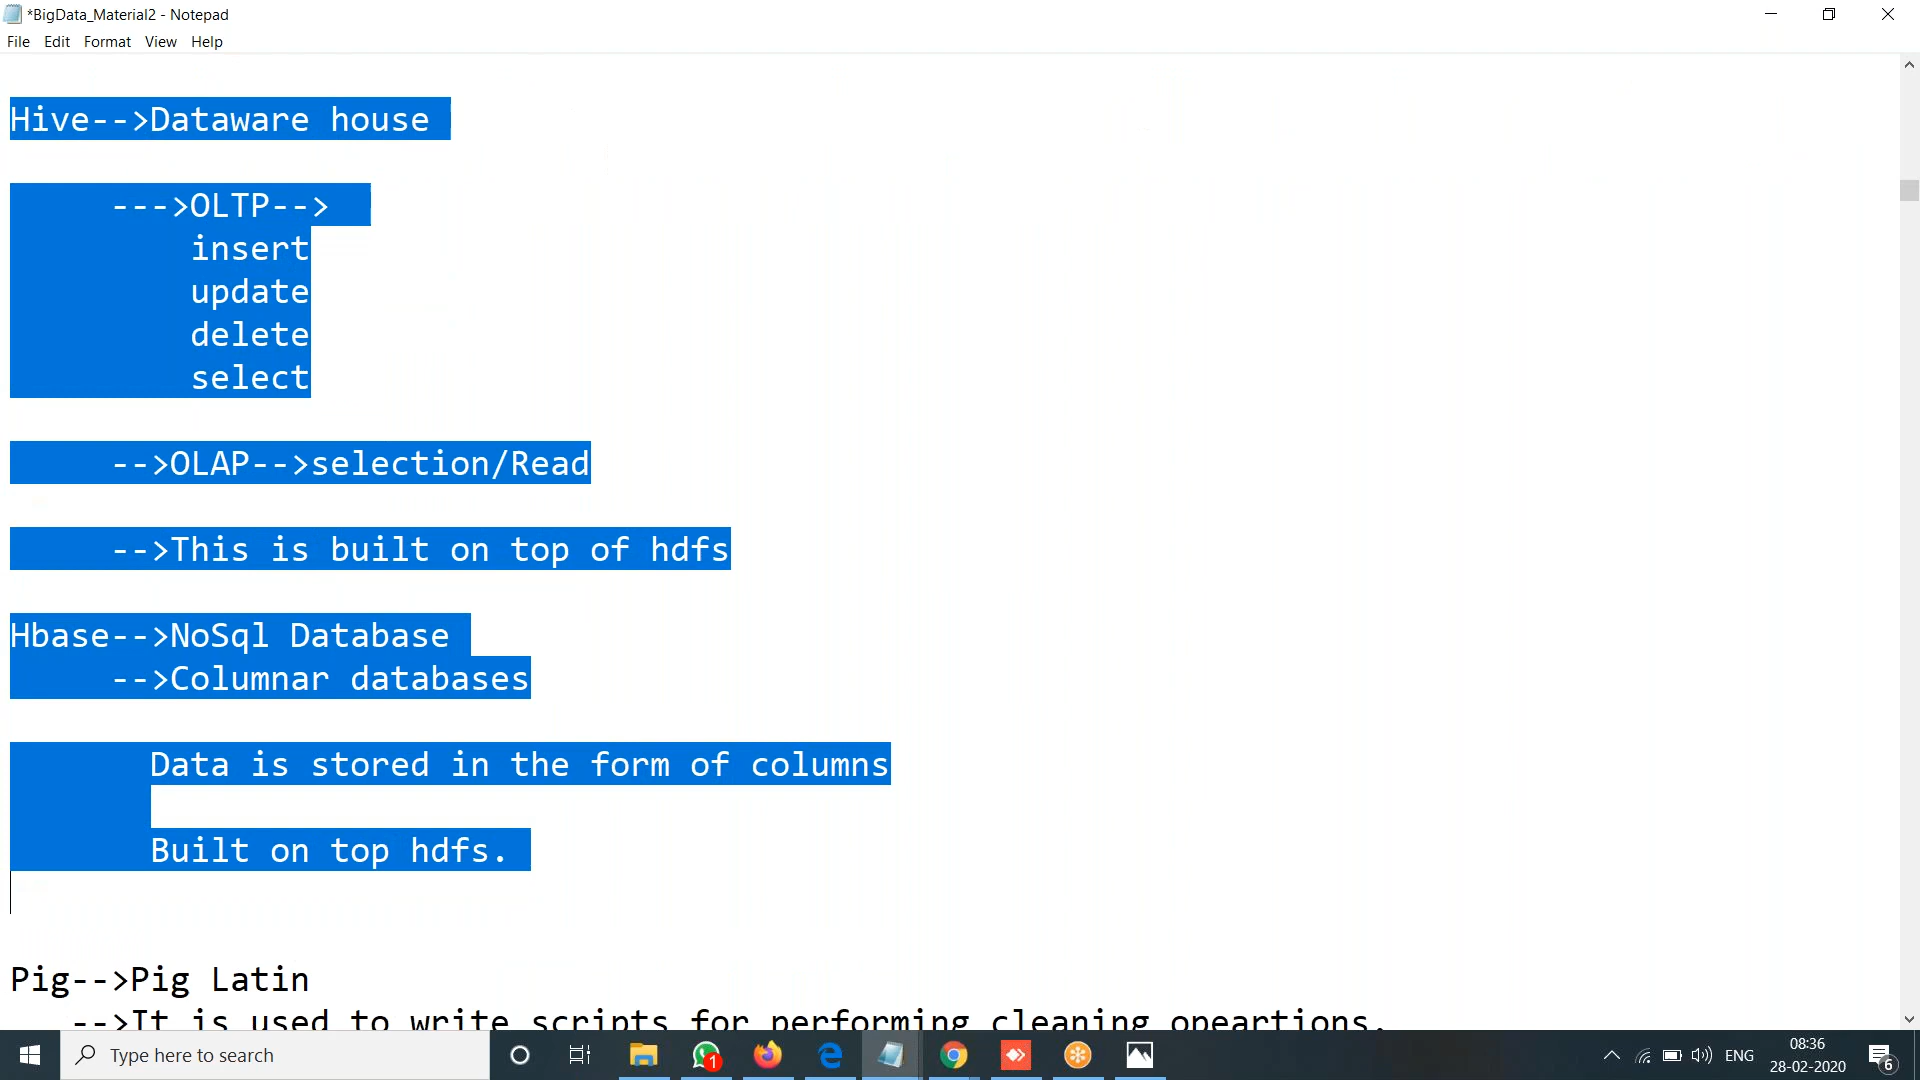 *BigData_Material2 - Notepad
File Edit Format View Help
Hive-->Dataware house
--->OLTP-->
insert
update
delete
select
-->OLAP-->selection/Read
-->This is built on top of hdfs
Hbase-->NoSql Database
-->Columnar databases
Data is stored in the form of columns
Built on top hdfs.
Pig-->Pig Latin
-->It is used to write scripts for performing cleaning opeartions.
Type here to search
1
ENG
08:36
28-02-2020
6